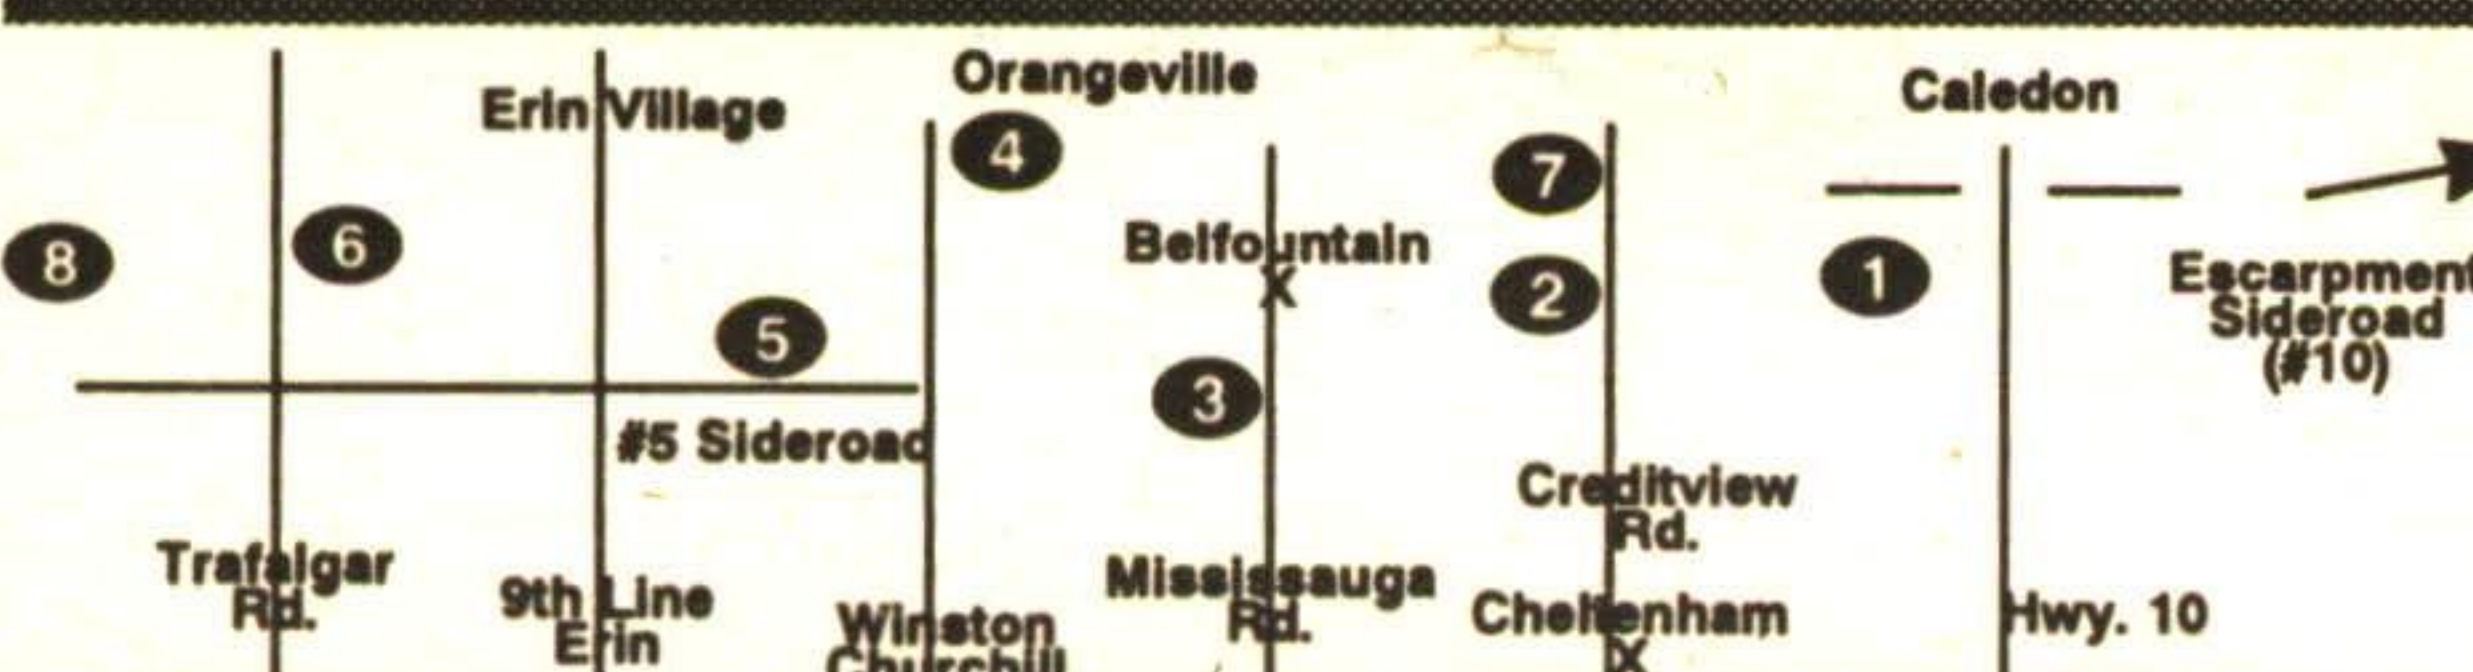 Orangeville
Caledon
Erin Village
4
7
Belfountain
X
8
6
2
1
Escarpment
Sideroad
(#10)
5
3
#5 Sideroad
Creditview
Rd.
Trafalgar
Rd.
9th Line
Erin
Mississauga
Rd.
Cheltenham
X
Hwy. 10
Winston
Churchill